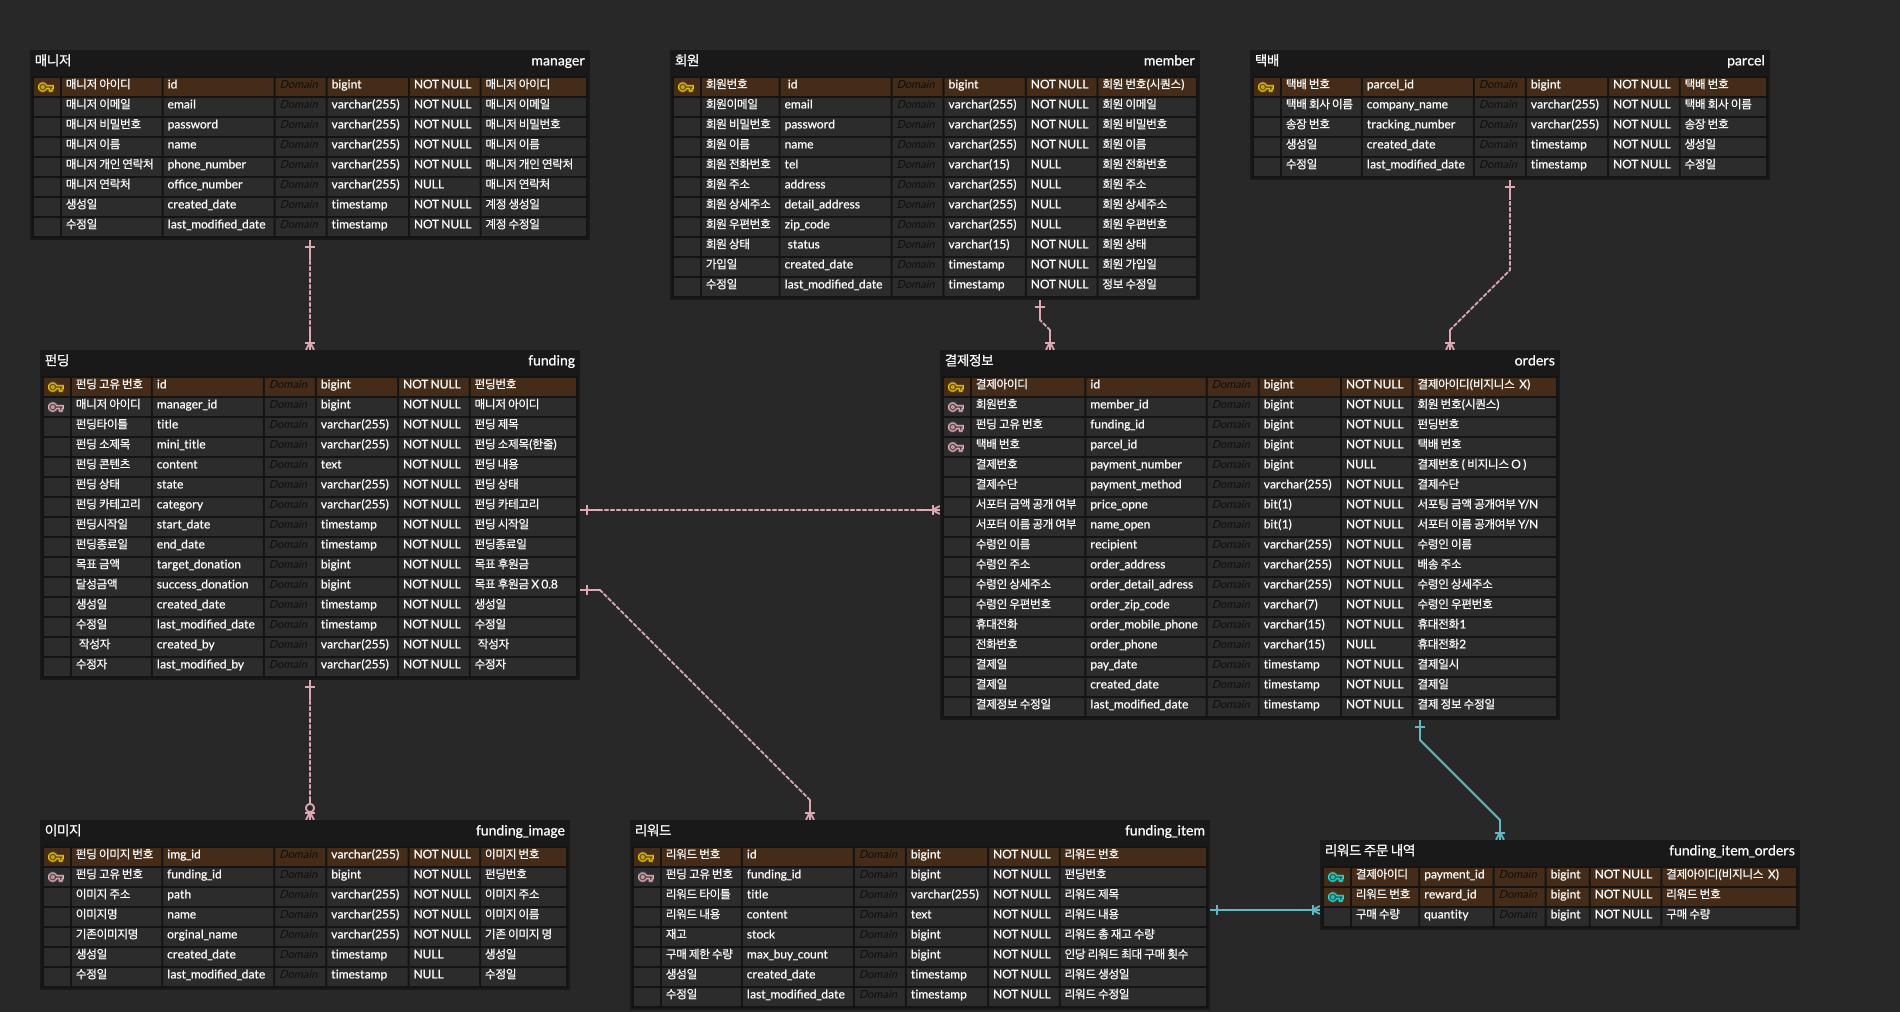 매니저 manager
매니저 아이디 id Domain bigint NOT NULL 매니저 아이디
매니저 이메일 email Domain varchar(255) NOT NULL 매니저 이메일
매니저 비밀번호 password Domain varchar(255) NOT NULL 매니저 비밀번호
매니저 이름 name Domain varchar(255) NOT NULL 매니저 이름
매니저 개인 연락처 phone_number Domain varchar(255) NOT NULL 매니저 개인 연락처
매니저 연락처 office_number Domain varchar(255) NULL 매니저 연락처
생성일 created_date Domain timestamp NOT NULL 계정 생성일
수정일 last_modified_date Domain timestamp NOT NULL 계정 수정일
회원 member
회원번호 id Domain bigint NOT NULL 회원 번호(시퀀스)
회원이메일 email Domain varchar(255) NOT NULL 회원 이메일
회원 비밀번호 password Domain varchar(255) NOT NULL 회원 비밀번호
회원 이름 name Domain varchar(255) NOT NULL 회원 이름
회원 전화번호 tel Domain varchar(15) NULL 회원 전화번호
회원 주소 address Domain varchar(255) NULL 회원 주소
회원 상세주소 detail_address Domain varchar(255) NULL 회원 상세주소
회원 우편번호 zip_code Domain varchar(255) NULL 회원 우편번호
회원 상태 status Domain varchar(15) NOT NULL 회원 상태
가입일 created_date Domain timestamp NOT NULL 회원 가입일
수정일 last_modified_date Domain timestamp NOT NULL 정보 수정일
택배 parcel
택배 번호 parcel_id Domain bigint NOT NULL 택배 번호
택배 회사 이름 company_name Domain varchar(255) NOT NULL 택배 회사 이름
송장 번호 tracking_number Domain varchar(255) NOT NULL 송장 번호
생성일 created_date Domain timestamp NOT NULL 생성일
수정일 last_modified_date Domain timestamp NOT NULL 수정일
펀딩 funding
펀딩 고유 번호 id Domain bigint NOT NULL 펀딩번호
매니저 아이디 manager_id Domain bigint NOT NULL 매니저 아이디
펀딩타이틀 title Domain varchar(255) NOT NULL 펀딩 제목
펀딩 소제목 mini_title Domain varchar(255) NOT NULL 펀딩 소제목(한줄)
펀딩 콘텐츠 content Domain text NOT NULL 펀딩 내용
펀딩 상태 state Domain varchar(255) NOT NULL 펀딩 상태
펀딩 카테고리 category Domain varchar(255) NOT NULL 펀딩 카테고리
펀딩시작일 start_date Domain timestamp NOT NULL 펀딩 시작일
펀딩종료일 end_date Domain timestamp NOT NULL 펀딩종료일
목표 금액 target_donation Domain bigint NOT NULL 목표 후원금
달성금액 success_donation Domain bigint NOT NULL 목표 후원금 X 0.8
생성일 created_date Domain timestamp NOT NULL 생성일
수정일 last_modified_date Domain timestamp NOT NULL 수정일
작성자 created_by Domain varchar(255) NOT NULL 작성자
수정자 last_modified_by Domain varchar(255) NOT NULL 수정자
결제정보 orders
결제아이디 id Domain bigint NOT NULL 결제아이디(비지니스 X)
회원번호 member_id Domain bigint NOT NULL 회원 번호(시퀀스)
펀딩 고유 번호 funding_id Domain bigint NOT NULL 펀딩번호
택배 번호 parcel_id Domain bigint NOT NULL 택배 번호
결제번호 payment_number Domain bigint NULL 결제번호 ( 비지니스 O )
결제수단 payment_method Domain varchar(255) NOT NULL 결제수단
서포터 금액 공개 여부 price_opne Domain bit(1) NOT NULL 서포팅 금액 공개여부 Y/N
서포터 이름 공개 여부 name_open Domain bit(1) NOT NULL 서포터 이름 공개여부 Y/N
수령인 이름 recipient Domain varchar(255) NOT NULL 수령인 이름
수령인 주소 order_address Domain varchar(255) NOT NULL 배송 주소
수령인 상세주소 order_detail_adress Domain varchar(255) NOT NULL 수령인 상세주소
수령인 우편번호 order_zip_code Domain varchar(7) NOT NULL 수령인 우편번호
휴대전화 order_mobile_phone Domain varchar(15) NOT NULL 휴대전화1
전화번호 order_phone Domain varchar(15) NULL 휴대전화2
결제일 pay_date Domain timestamp NOT NULL 결제일시
결제일 created_date Domain timestamp NOT NULL 결제일
결제정보 수정일 last_modified_date Domain timestamp NOT NULL 결제 정보 수정일
이미지 funding_image
펀딩 이미지 번호 img_id Domain varchar(255) NOT NULL 이미지 번호
펀딩 고유 번호 funding_id Domain bigint NOT NULL 펀딩번호
이미지 주소 path Domain varchar(255) NOT NULL 이미지 주소
이미지명 name Domain varchar(255) NOT NULL 이미지 이름
기존이미지명 orginal_name Domain varchar(255) NOT NULL 기존 이미지 명
생성일 created_date Domain timestamp NULL 생성일
수정일 last_modified_date Domain timestamp NULL 수정일
리워드 funding_item
리워드 번호 id Domain bigint NOT NULL 리워드 번호
펀딩 고유 번호 funding_id Domain bigint NOT NULL 펀딩번호
리워드 타이틀 title Domain varchar(255) NOT NULL 리워드 제목
리워드 내용 content Domain text NOT NULL 리워드 내용
재고 stock Domain bigint NOT NULL 리워드 총 재고 수량
구매 제한 수량 max_buy_count Domain bigint NOT NULL 인당 리워드 최대 구매 횟수
생성일 created_date Domain timestamp NOT NULL 리워드 생성일
수정일 last_modified_date Domain timestamp NOT NULL 리워드 수정일
리워드 주문 내역 funding_item_orders
결제아이디 payment_id Domain bigint NOT NULL 결제아이디(비지니스 X)
리워드 번호 reward_id Domain bigint NOT NULL 리워드 번호
구매 수량 quantity Domain bigint NOT NULL 구매 수량